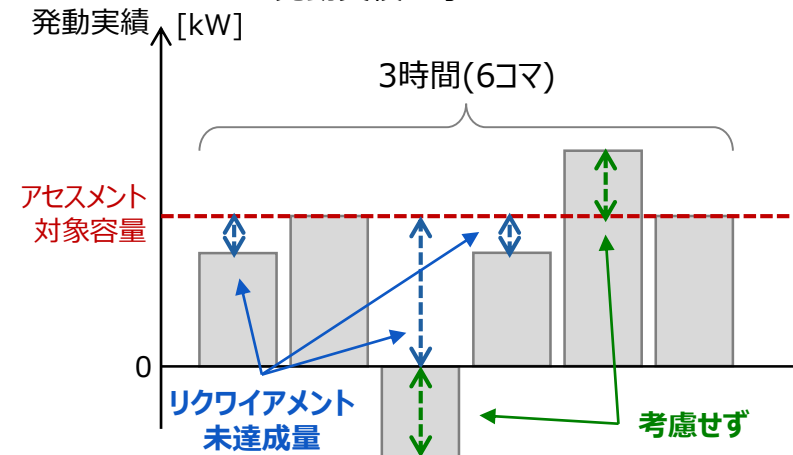 発動実績 [kW]
3時間(6コマ)
アセスメント
対象容量
0
リクワイアメント
未達成量
考慮せず